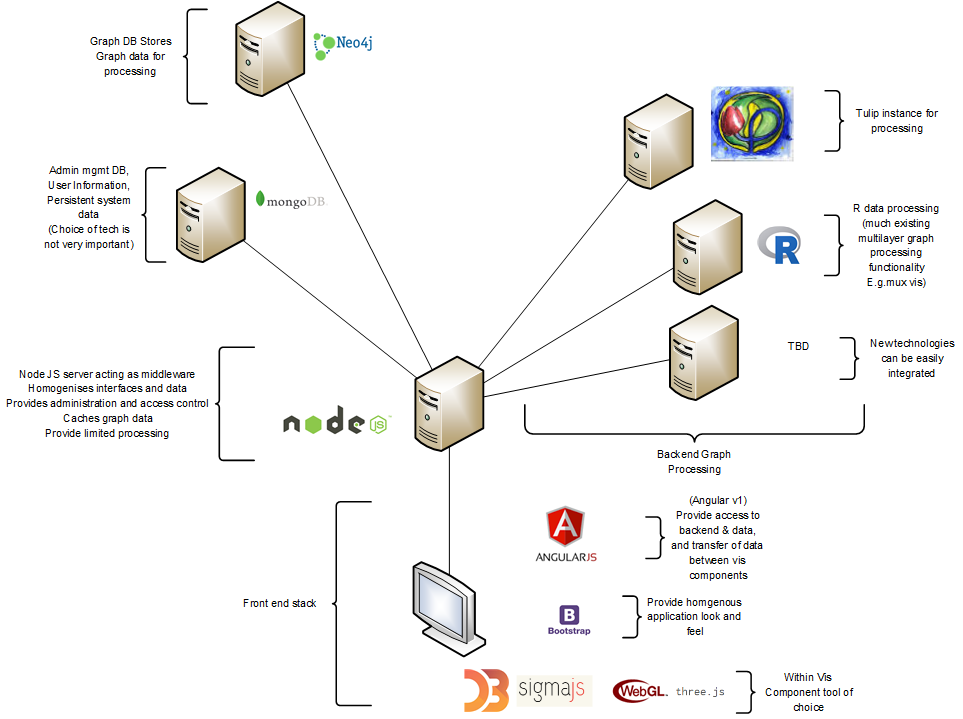 Graph DB Stores
Graph data for
processing
Neo4j
Tulip instance for
processing
Admin mgmt DB,
User Information,
Persistent system
data
(Choice of tech is
not very important)
mongoDB
R data processing
(much existing
multilayer graph
processing
functionality
E.g.mux vis)
R
TBD
Newtechnologies
can be easily
integrated
Node JS server acting as middleware
Homogenises interfaces and data
Provides administration and access control
Caches graph data
Provide limited processing
node
JS
Backend Graph
Processing
(Angular v1)
Provide access to
backend & data,
and transfer of data
between vis
components
A
ANGULARJS
Front end stack
B
Bootstrap
Provide homgenous
application look and
feel
D3
sigmajs
WebGL.
three.js
Within Vis
Component tool of
choice